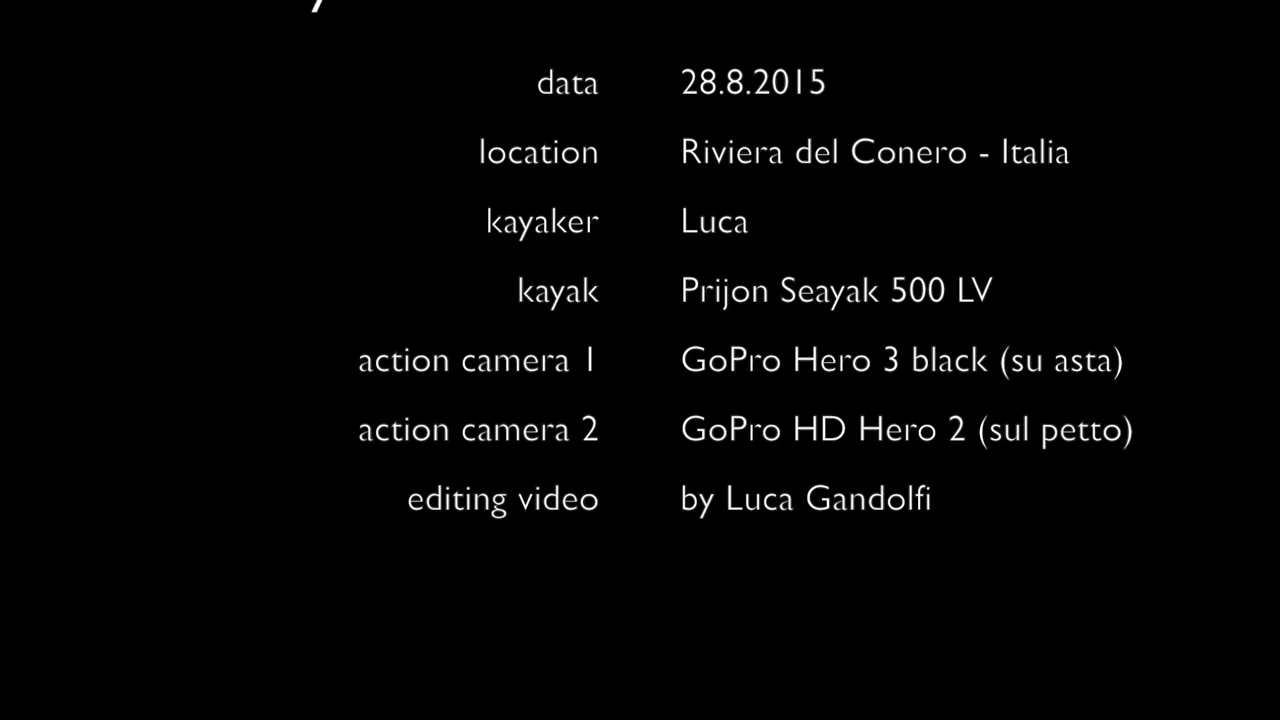 data 28.8.2015
location Riviera del Conero - Italia
kayaker Luca
kayak Prijon Seayak 500 LV
action camera 1 GoPro Hero 3 black (su asta)
action camera 2 GoPro HD Hero 2 (sul petto)
editing video by Luca Gandolfi